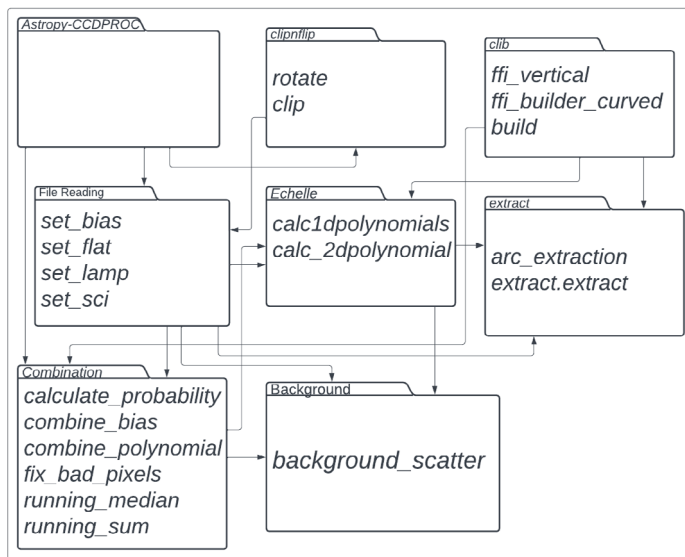 Astropy-CCDPROC
clipnflip
rotate
clip
clib
ffi_vertical
ffi_builder_curved
build
File Reading
set_bias
set_flat
set_lamp
set_sci
Echelle
calc1dpolynomials
calc_2dpolynomial
extract
arc_extraction
extract.extract
Combination
calculate_probability
combine_bias
combine_polynomial
fix_bad_pixels
running_median
running_sum
Background
background_scatter